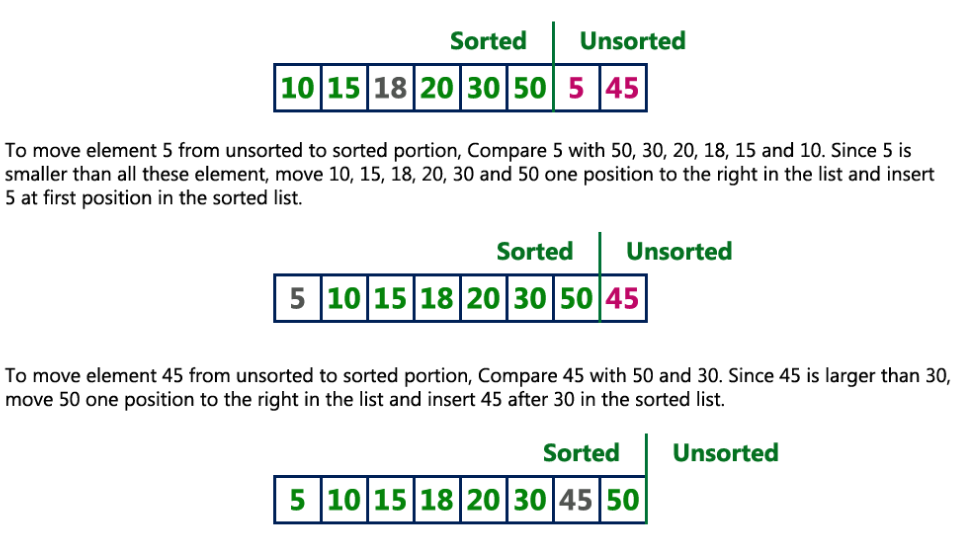 Sorted Unsorted
10 15 18 20 30 50 5 45
To move element 5 from unsorted to sorted portion, Compare 5 with 50, 30, 20, 18, 15 and 10. Since 5 is
smaller than all these element, move 10, 15, 18, 20, 30 and 50 one position to the right in the list and insert
5 at first position in the sorted list.
Sorted Unsorted
5 10 15 18 20 30 50 45
To move element 45 from unsorted to sorted portion, Compare 45 with 50 and 30. Since 45 is larger than 30,
move 50 one position to the right in the list and insert 45 after 30 in the sorted list.
Sorted Unsorted
5 10 15 18 20 30 45 50